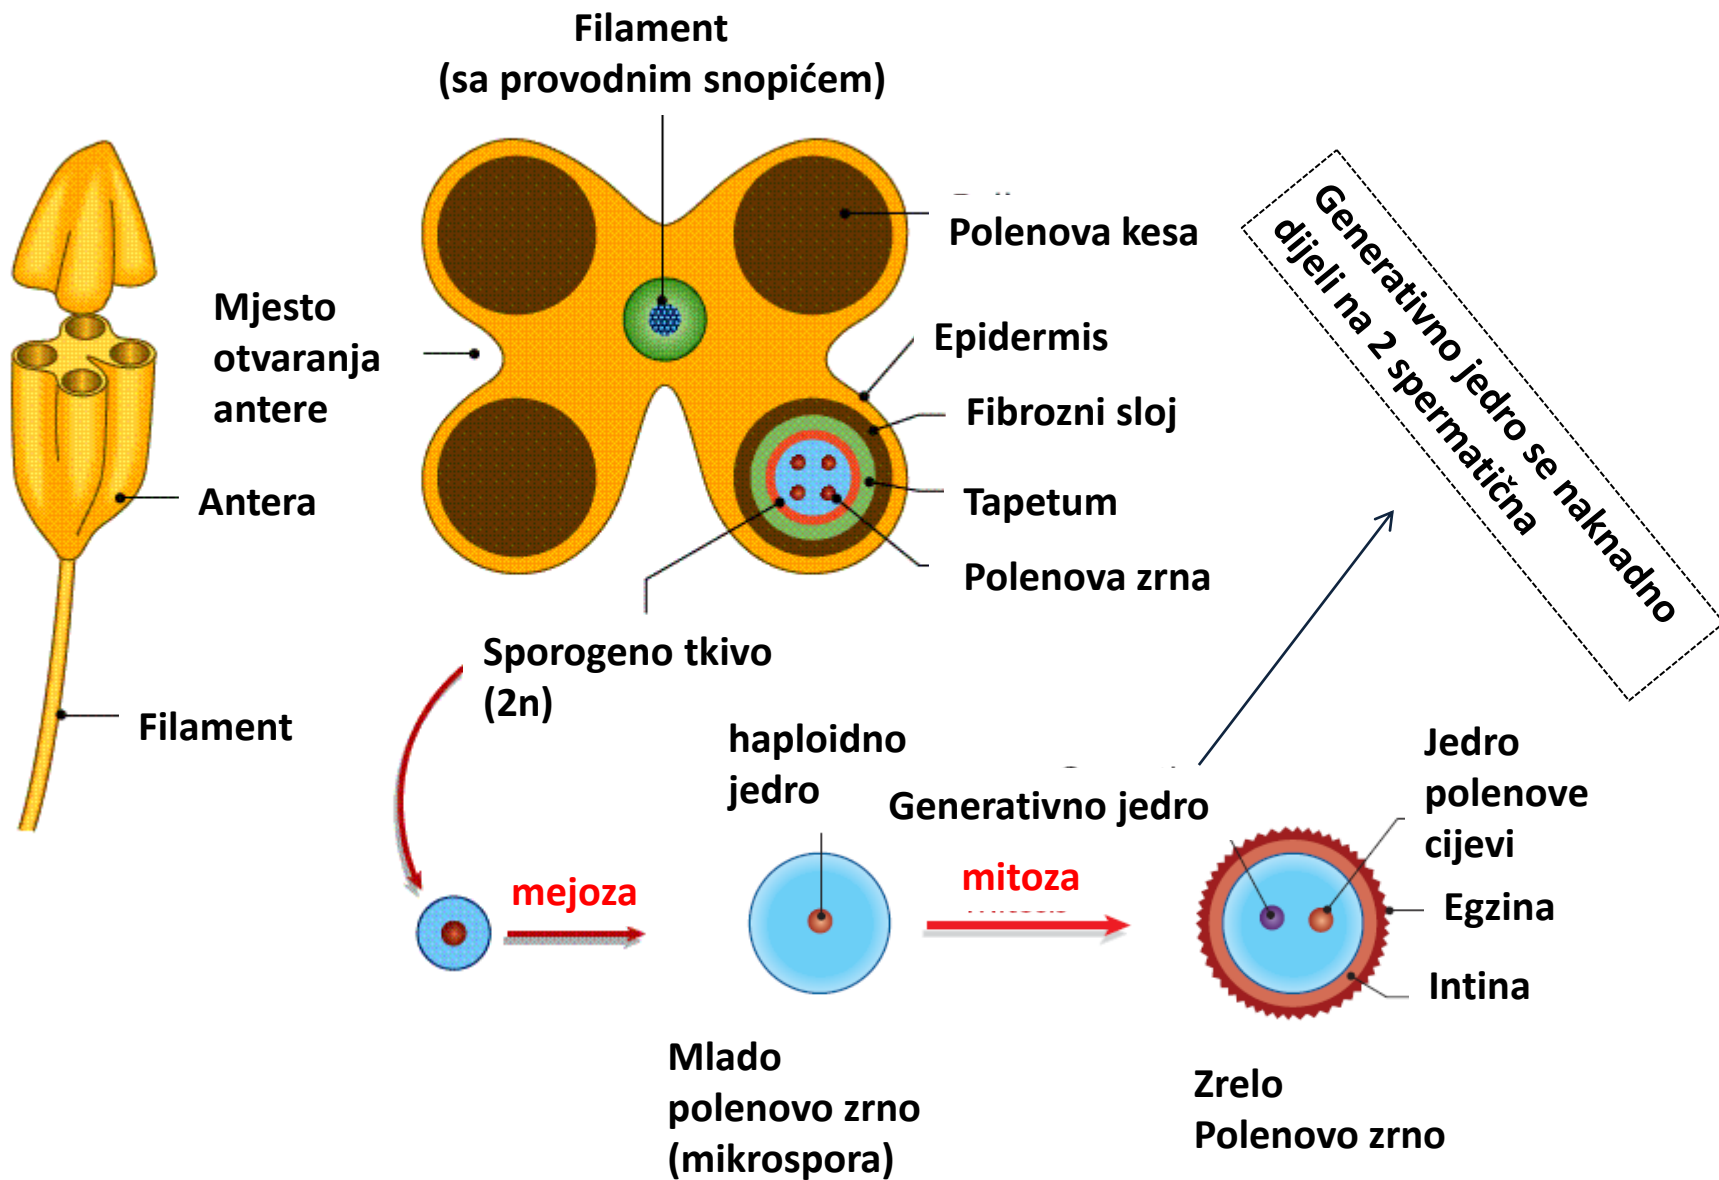 Filament
(sa provodnim snopićem)
Polenova kesa
Mjesto
otvaranja
antere
Epidermis
Fibrozni sloj
Antera
Tapetum
Polenova zrna
Generativno jedro se naknadno
dijeli na 2 spermatična
Sporogeno tkivo
(2n)
Filament
haploidno
jedro
Generativno jedro
Jedro
polenove
cijevi
mejoza
mitoza
Egzina
Intina
Mlado
polenovo zrno
(mikrospora)
Zrelo
Polenovo zrno